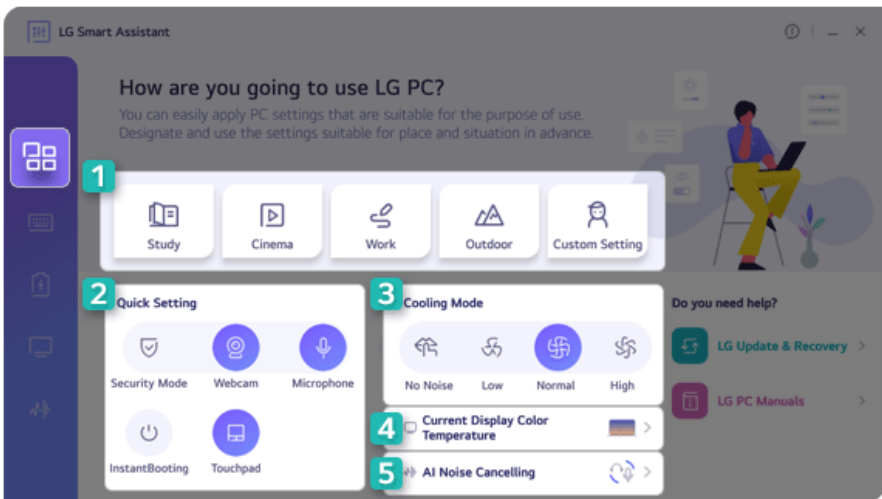 LG Smart Assistant
How are you going to use LG PC?
You can easily apply PC settings that are suitable for the purpose of use.
Designate and use the settings suitable for place and situation in advance.
1
Study
Cinema
Work
Outdoor
Custom Setting
2
Quick Setting
Security Mode
Webcam
Microphone
InstantBooting
Touchpad
3
Cooling Mode
No Noise
Low
Normal
High
4
Current Display Color
Temperature
5
AI Noise Cancelling
Do you need help?
LG Update & Recovery
LG PC Manuals